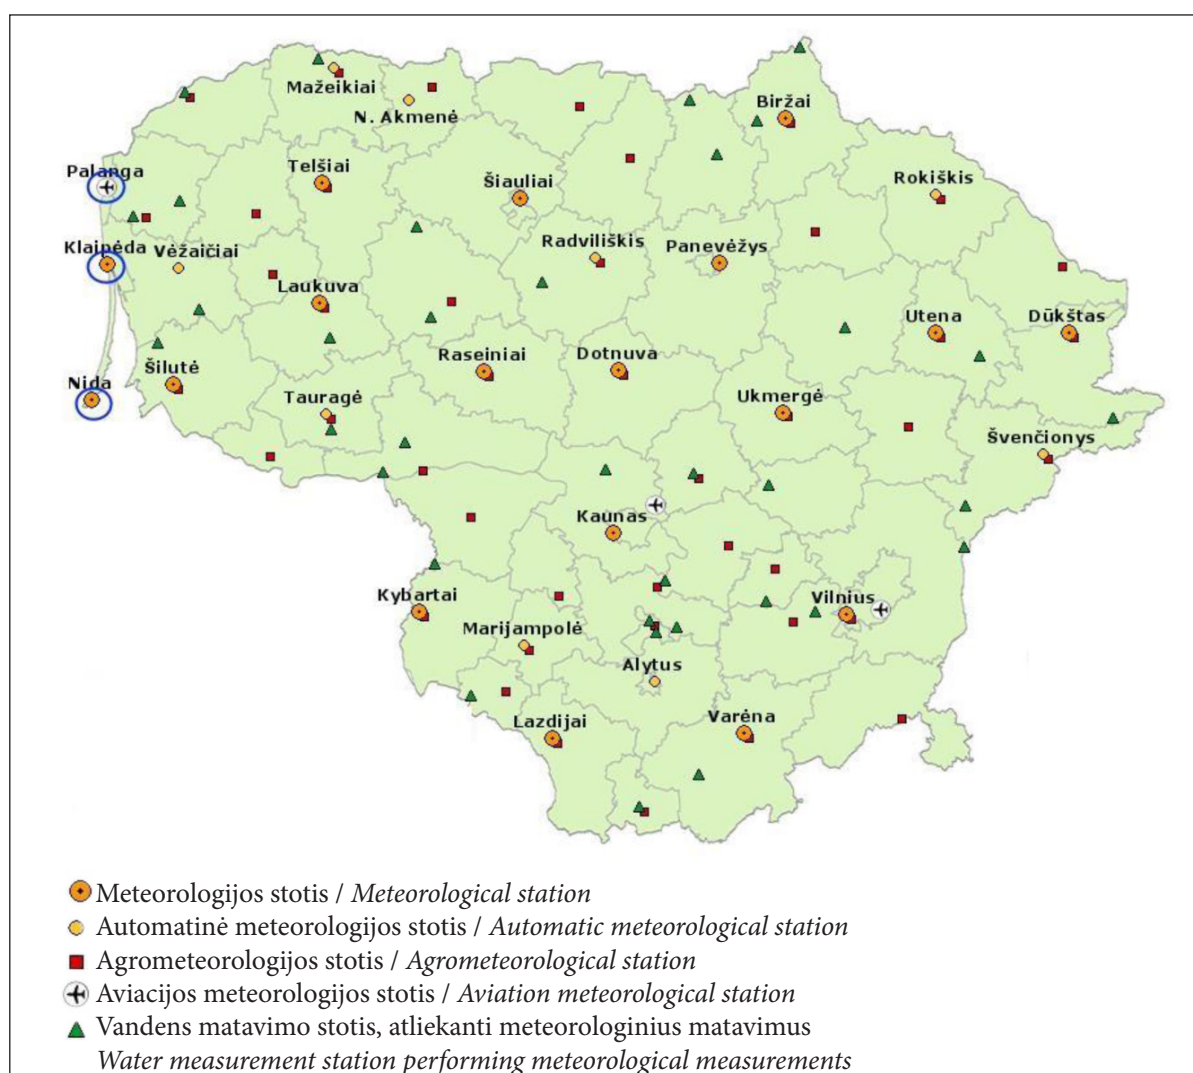 Mažeikiai
N. Akmenė
Biržai
Palanga
Telšiai
Šiauliai
Rokiškis
Klaipėda
Vėžaičiai
Radviliškis
Panevėžys
Laukuva
Utena
Dūkštas
Nida
Šilutė
Raseiniai
Dotnuva
Tauragė
Ukmergė
Švenčionys
Kaunas
Kybartai
Vilnius
Marijampolė
Alytus
Lazdijai
Varėna
Meteorologijos stotis / Meteorological station
Automatinė meteorologijos stotis / Automatic meteorological station
Agrometeorologijos stotis / Agrometeorological station
Aviacijos meteorologijos stotis / Aviation meteorological station
Vandens matavimo stotis, atliekanti meteorologinius matavimus
Water measurement station performing meteorological measurements